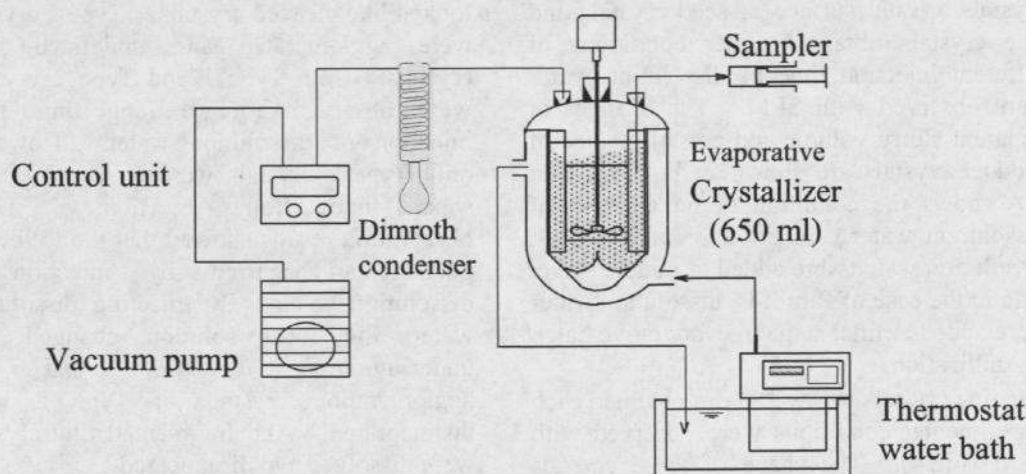 Sampler
Evaporative
Crystallizer
(650 ml)
Control unit
Dimroth
condenser
Vacuum pump
Thermostat
water bath